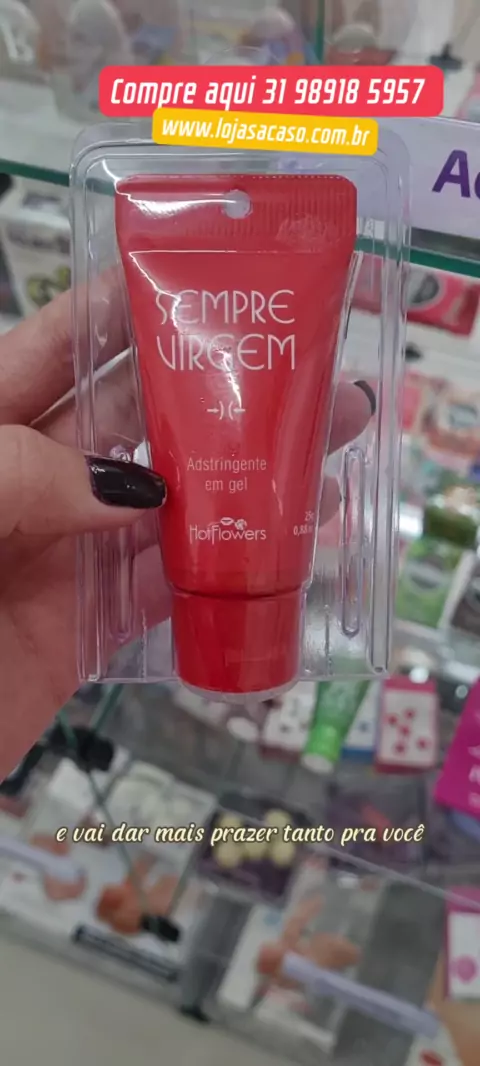 Compre aqui 31 98918 5957
www.lojasacaso.com.br
SEMPRE
VIRGEM
Adstringente
em gel
HotFlowers
25g
e vai dar mais prazer tanto pra você